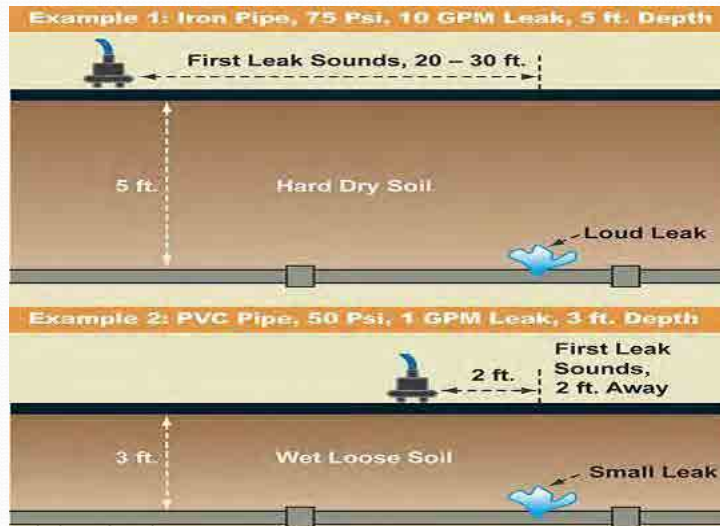 Example 1: Iron Pipe, 75 Psi, 10 GPM Leak, 5 ft. Depth
First Leak Sounds, 20 – 30 ft.
5 ft.
Hard Dry Soil
Loud Leak
Example 2: PVC Pipe, 50 Psi, 1 GPM Leak, 3 ft. Depth
First Leak
Sounds,
2 ft. Away
2 ft.
3 ft.
Wet Loose Soil
Small Leak